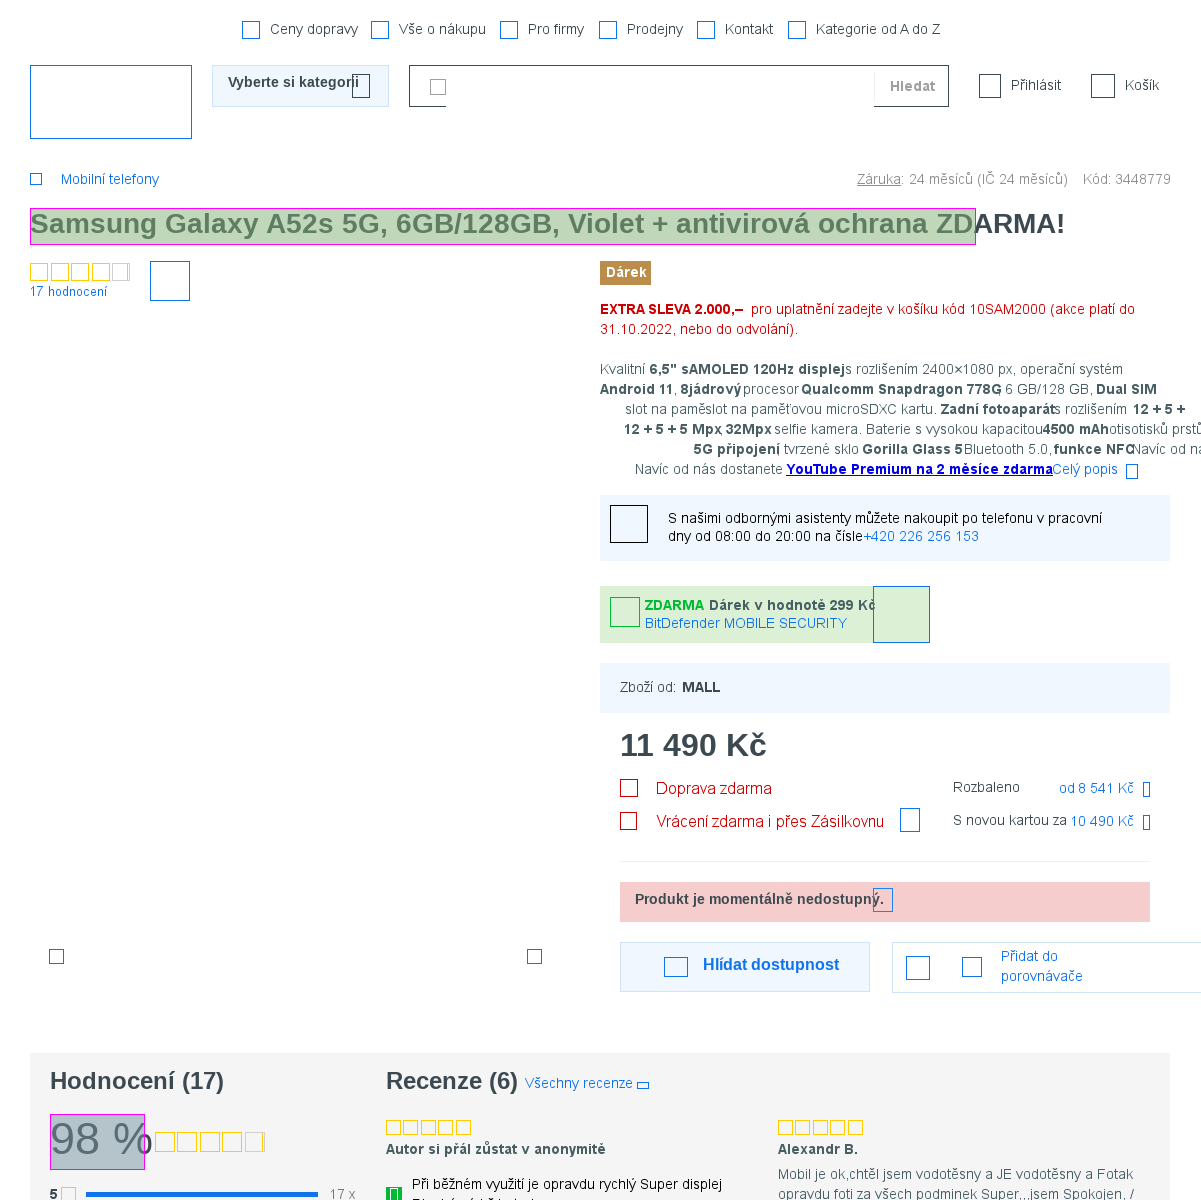 Ceny dopravy Vše o nákupu Pro firmy Prodejny Kontakt Kategorie od A do Z
Vyberte si kategorii Hledat Přihlásit Košík
Mobilní telefony Záruka: 24 měsíců (IČ 24 měsíců) Kód: 3448779
Samsung Galaxy A52s 5G, 6GB/128GB, Violet + antivirová ochrana ZDARMA!
17 hodnocení
Dárek
EXTRA SLEVA 2.000,– pro uplatnění zadejte v košíku kód 10SAM2000 (akce platí do
31.10.2022, nebo do odvolání).
Kvalitní 6,5" sAMOLED 120Hz displej s rozlišením 2400×1080 px, operační systém
Android 11, 8jádrový procesor Qualcomm Snapdragon 778G 6 GB/128 GB, Dual SIM
slot na paměslot na paměťovou microSDXC kartu. Zadní fotoaparát s rozlišením 12 + 5 +
12 + 5 + 5 Mpx, 32Mpx selfie kamera. Baterie s vysokou kapacitou 4500 mAh otisotisků prstů
5G připojení, tvrzené sklo Gorilla Glass 5 Bluetooth 5.0, funkce NFC Navíc od ná
Navíc od nás dostanete YouTube Premium na 2 měsíce zdarma Celý popis
S našimi odbornými asistenty můžete nakoupit po telefonu v pracovní
dny od 08:00 do 20:00 na čísle +420 226 256 153
ZDARMA Dárek v hodnotě 299 Kč
BitDefender MOBILE SECURITY
Zboží od: MALL
11 490 Kč
Doprava zdarma Rozbaleno od 8 541 Kč
Vrácení zdarma i přes Zásilkovnu S novou kartou za 10 490 Kč
Produkt je momentálně nedostupný.
Hlídat dostupnost
Přidat do
porovnávače
Hodnocení (17)
98 %
5 17 x
Recenze (6) Všechny recenze
Autor si přál zůstat v anonymitě
Při běžném využití je opravdu rychlý Super displej
Alexandr B.
Mobil je ok,chtěl jsem vodotěsny a JE vodotěsny a Fotak
opravdu foti za všech podminek Super,,,jsem Spokojen, /